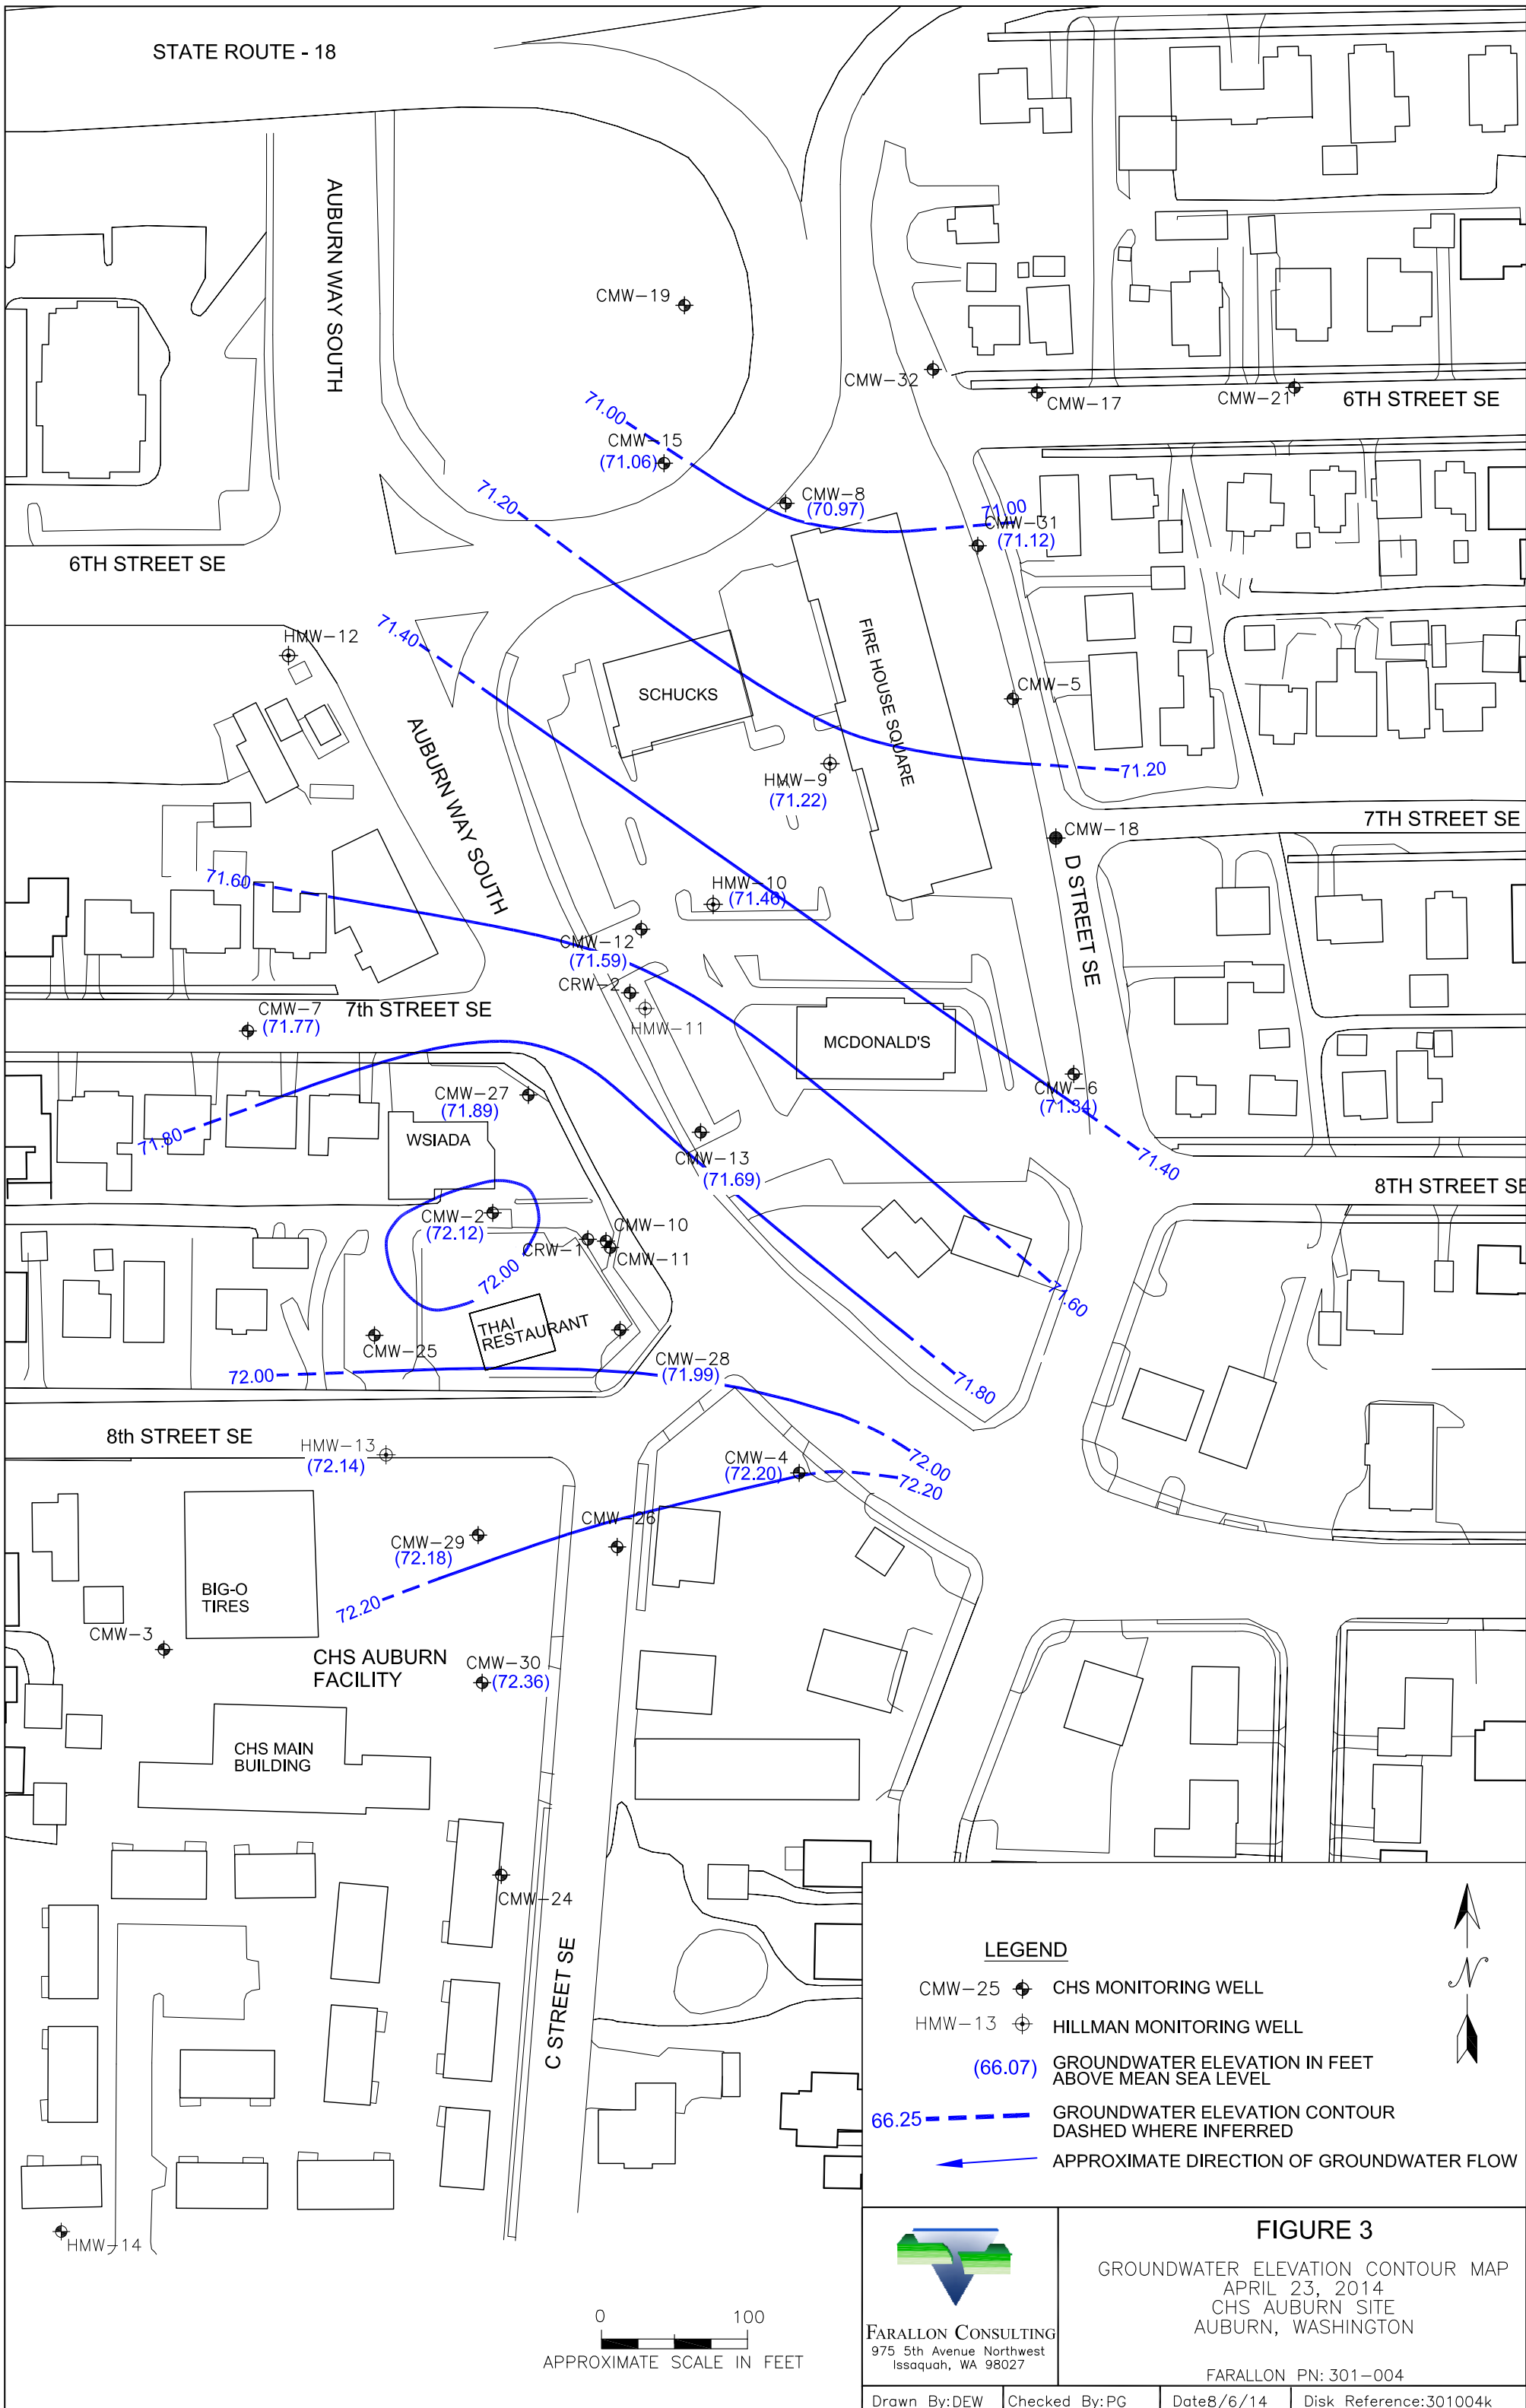 STATE ROUTE - 18
AUBURN WAY SOUTH
CMW-19
CMW-32
CMW-17
CMW-21
6TH STREET SE
71.00
CMW-15
(71.06)
71.20
CMW-8
(70.97)
71.00
CMW-31
(71.12)
6TH STREET SE
71.40
HMW-12
SCHUCKS
FIRE HOUSE SQUARE
CMW-5
AUBURN WAY SOUTH
HMW-9
(71.22)
71.20
7TH STREET SE
CMW-18
D STREET SE
71.60
HMW-10
(71.46)
CMW-12
(71.59)
CRW-2
HMW-11
CMW-7
(71.77)
7th STREET SE
MCDONALD'S
CMW-6
(71.34)
CMW-27
(71.89)
71.80
WSIADA
CMW-13
(71.69)
71.40
8TH STREET SE
CMW-2
(72.12)
CMW-10
CRW-1
CMW-11
72.00
71.60
THAI
RESTAURANT
CMW-25
72.00
CMW-28
(71.99)
71.80
8th STREET SE
HMW-13
(72.14)
CMW-4
(72.20)
72.00
72.20
CMW-26
CMW-29
(72.18)
BIG-O
TIRES
72.20
CMW-3
CHS AUBURN
FACILITY
CMW-30
(72.36)
CHS MAIN
BUILDING
CMW-24
C STREET SE
HMW-14
LEGEND
CMW-25 CHS MONITORING WELL
HMW-13 HILLMAN MONITORING WELL
(66.07) GROUNDWATER ELEVATION IN FEET
ABOVE MEAN SEA LEVEL
66.25 GROUNDWATER ELEVATION CONTOUR
DASHED WHERE INFERRED
APPROXIMATE DIRECTION OF GROUNDWATER FLOW
N
0 100
APPROXIMATE SCALE IN FEET
FARALLON CONSULTING
975 5th Avenue Northwest
Issaquah, WA 98027
FIGURE 3
GROUNDWATER ELEVATION CONTOUR MAP
APRIL 23, 2014
CHS AUBURN SITE
AUBURN, WASHINGTON
FARALLON PN: 301-004
Drawn By:DEW Checked By:PG Date8/6/14 Disk Reference:301004k